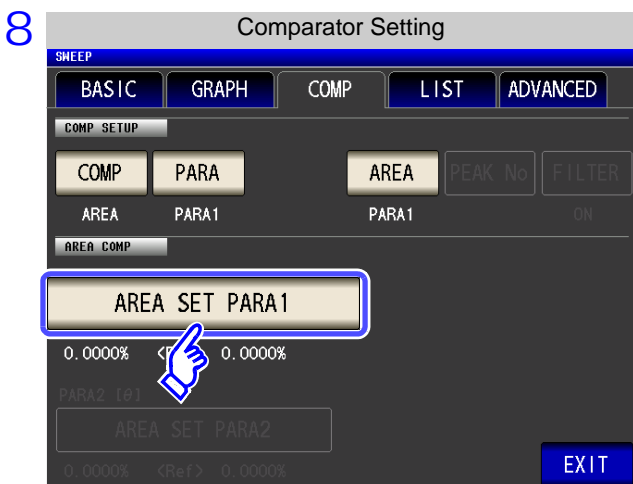 8
Comparator Setting
SWEEP
BASIC GRAPH COMP LIST ADVANCED
COMP SETUP
COMP PARA AREA PEAK No FILTER
AREA PARA1 PARA1 ON
AREA COMP
AREA SET PARA1
0.0000% 0.0000%
PARA2 [θ]
AREA SET PARA2
0.0000% <Ref> 0.0000%
EXIT